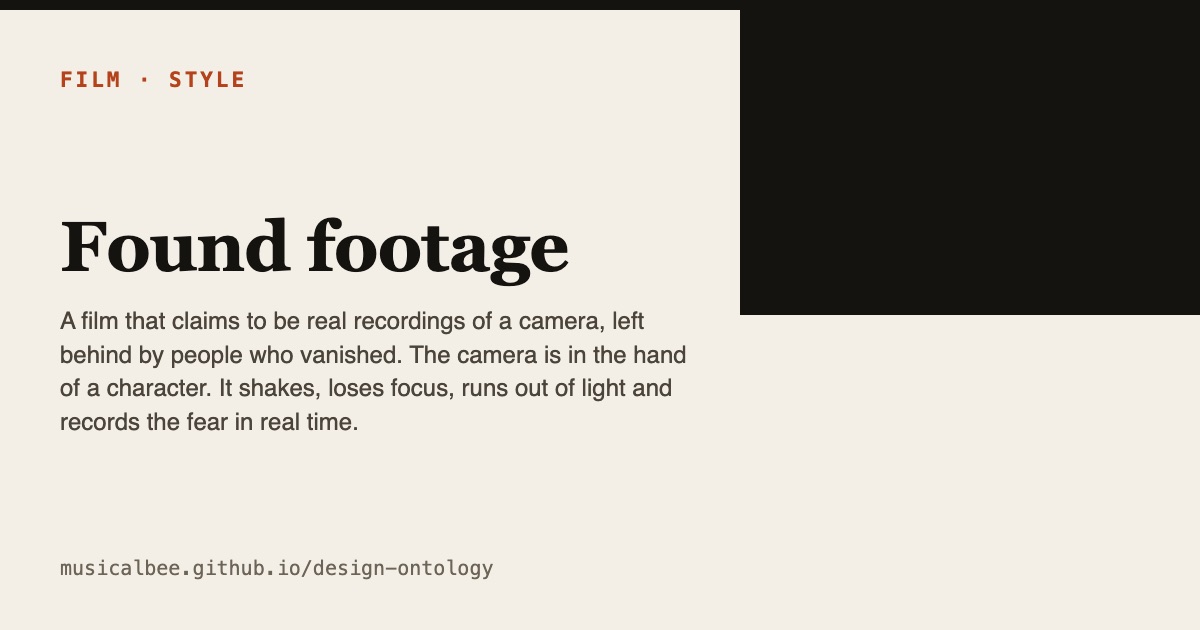 FILM · STYLE
Found footage
A film that claims to be real recordings of a camera, left
behind by people who vanished. The camera is in the hand
of a character. It shakes, loses focus, runs out of light and
records the fear in real time.
musicalbee.github.io/design-ontology